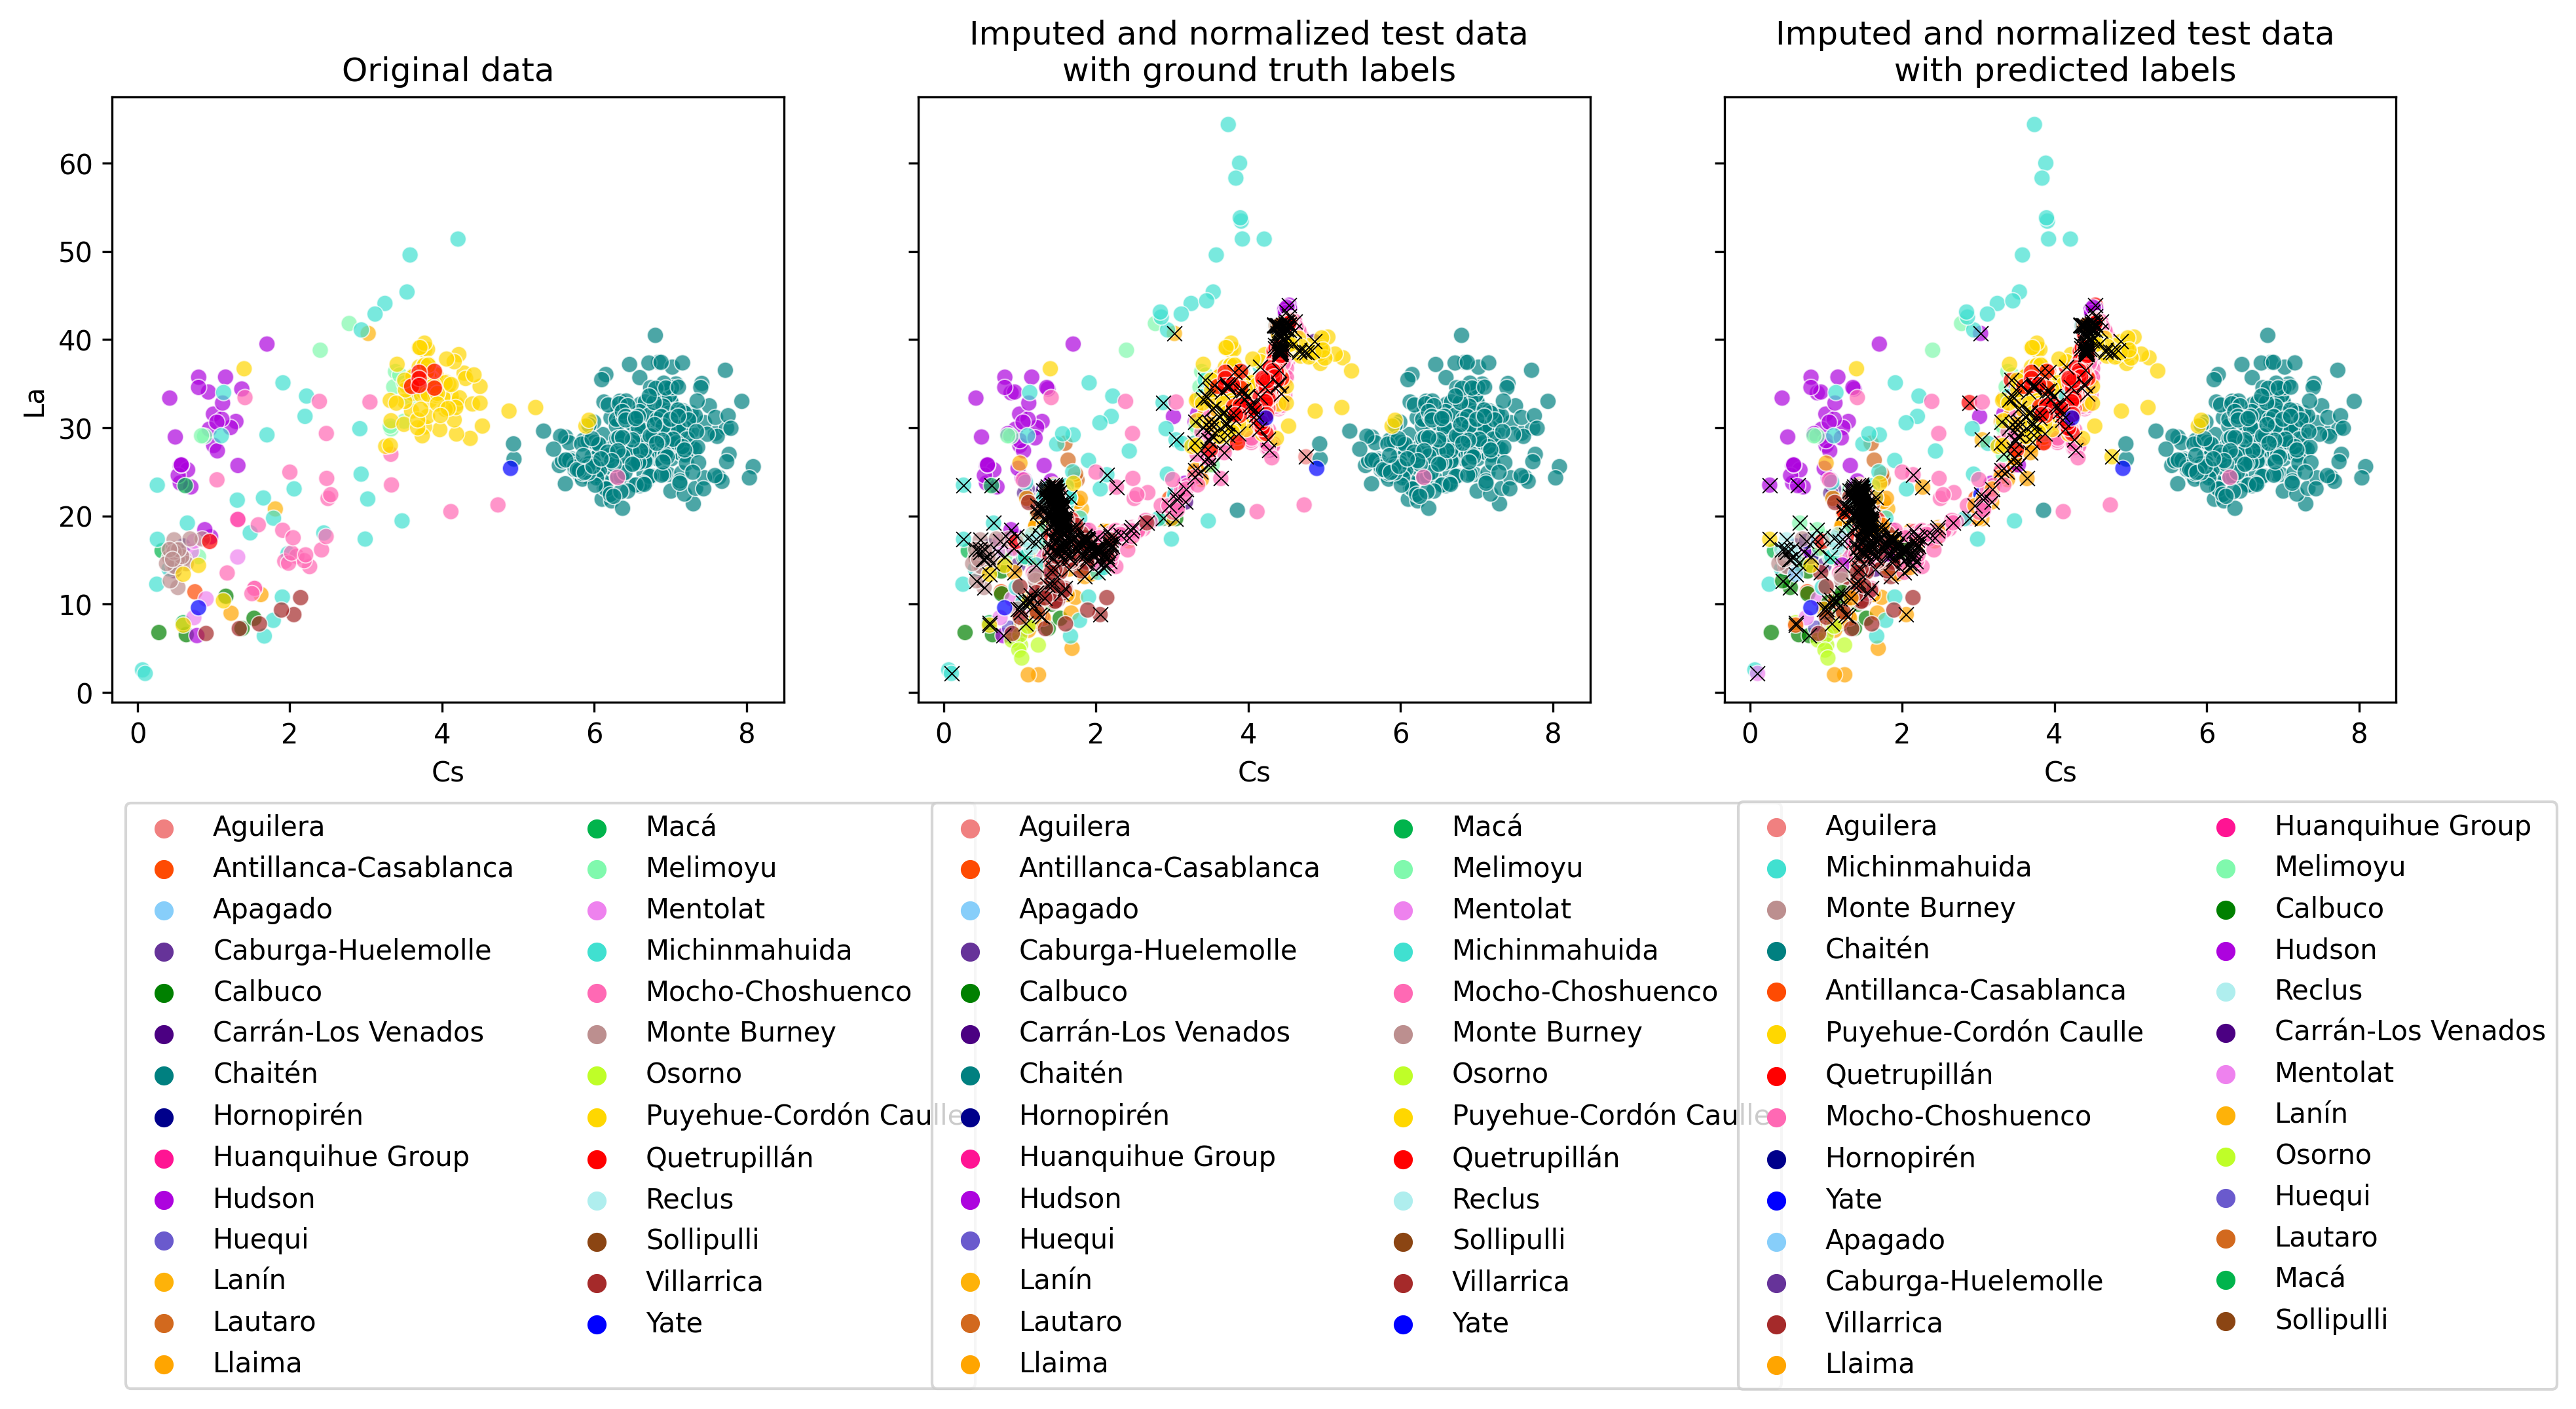 Original data
Imputed and normalized test data
with ground truth labels
Imputed and normalized test data
with predicted labels
La
60
50
40
30
20
10
0
0 2 4 6 8
Cs
0 2 4 6 8
Cs
0 2 4 6 8
Cs
Aguilera
Antillanca-Casablanca
Apagado
Caburga-Huelemolle
Calbuco
Carrán-Los Venados
Chaitén
Hornopirén
Huanquihue Group
Hudson
Huequi
Lanín
Lautaro
Llaima
Macá
Melimoyu
Mentolat
Michinmahuida
Mocho-Choshuenco
Monte Burney
Osorno
Puyehue-Cordón Caulle
Quetrupillán
Reclus
Sollipulli
Villarrica
Yate
Aguilera
Antillanca-Casablanca
Apagado
Caburga-Huelemolle
Calbuco
Carrán-Los Venados
Chaitén
Hornopirén
Huanquihue Group
Hudson
Huequi
Lanín
Lautaro
Llaima
Macá
Melimoyu
Mentolat
Michinmahuida
Mocho-Choshuenco
Monte Burney
Osorno
Puyehue-Cordón Caulle
Quetrupillán
Reclus
Sollipulli
Villarrica
Yate
Aguilera
Michinmahuida
Monte Burney
Chaitén
Antillanca-Casablanca
Puyehue-Cordón Caulle
Quetrupillán
Mocho-Choshuenco
Hornopirén
Yate
Apagado
Caburga-Huelemolle
Villarrica
Llaima
Huanquihue Group
Melimoyu
Calbuco
Hudson
Reclus
Carrán-Los Venados
Mentolat
Lanín
Osorno
Huequi
Lautaro
Macá
Sollipulli